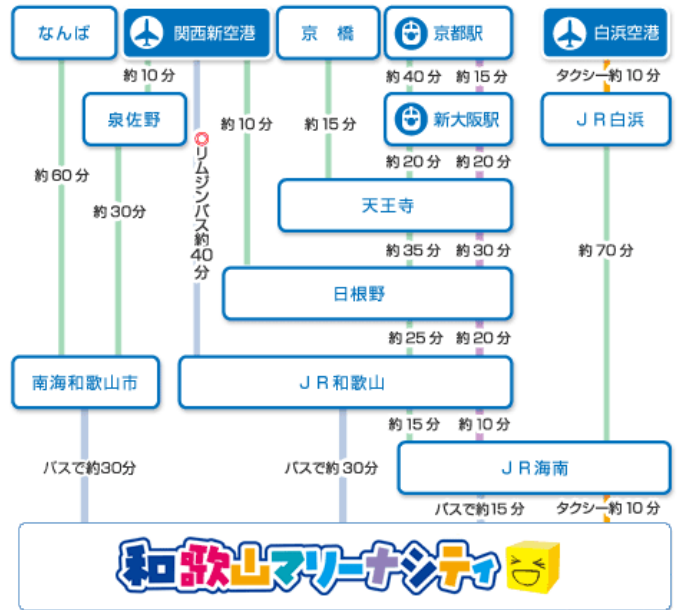 なんば
関西新空港
京橋
京都駅
白浜空港
約10分
約40分
約15分
タクシー約10分
泉佐野
新大阪駅
JR白浜
約60分
約30分
◎リムジンバス約40分
約10分
約15分
約20分
約20分
天王寺
約35分
約30分
約70分
日根野
約25分
約20分
南海和歌山市
JR和歌山
約15分
約10分
JR海南
バスで約30分
バスで約30分
バスで約15分
タクシー約10分
和歌山マリーナシティ